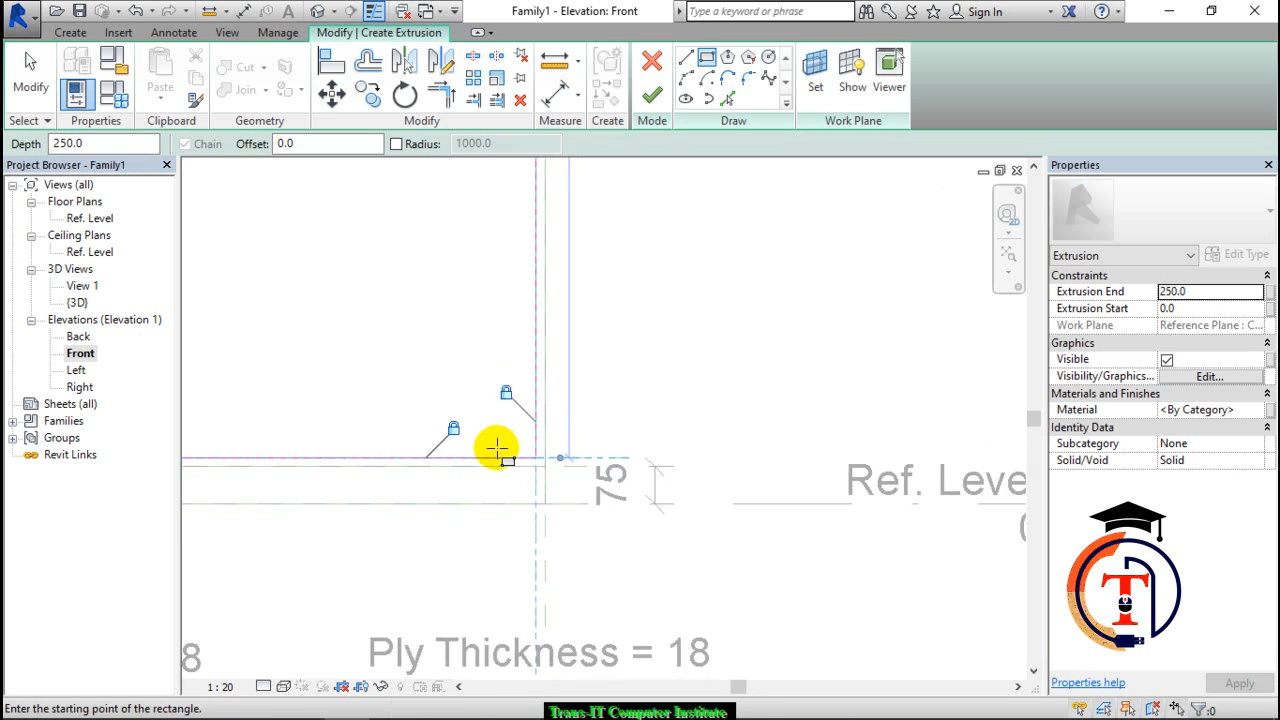 Family1 - Elevation: Front
Type a keyword or phrase
Sign In
Create
Insert
Annotate
View
Manage
Modify | Create Extrusion
Modify
Paste
Cut
Join
Set
Show
Viewer
Select
Properties
Clipboard
Geometry
Modify
Measure
Create
Mode
Draw
Work Plane
Depth
250.0
Chain
Offset:
0.0
Radius:
1000.0
Project Browser - Family1
Views (all)
Floor Plans
Ref. Level
Ceiling Plans
Ref. Level
3D Views
View 1
{3D}
Elevations (Elevation 1)
Back
Front
Left
Right
Sheets (all)
Families
Groups
Revit Links
75
Ref. Leve
8
Ply Thickness = 18
2D
Properties
Extrusion
Edit Type
Constraints
Extrusion End
250.0
Extrusion Start
0.0
Work Plane
Reference Plane : C...
Graphics
Visible
Visibility/Graphics...
Edit...
Materials and Finishes
Material
<By Category>
Identity Data
Subcategory
None
Solid/Void
Solid
T
Properties help
Apply
1 : 20
Enter the starting point of the rectangle.
:0
Trans-IT Computer Institute